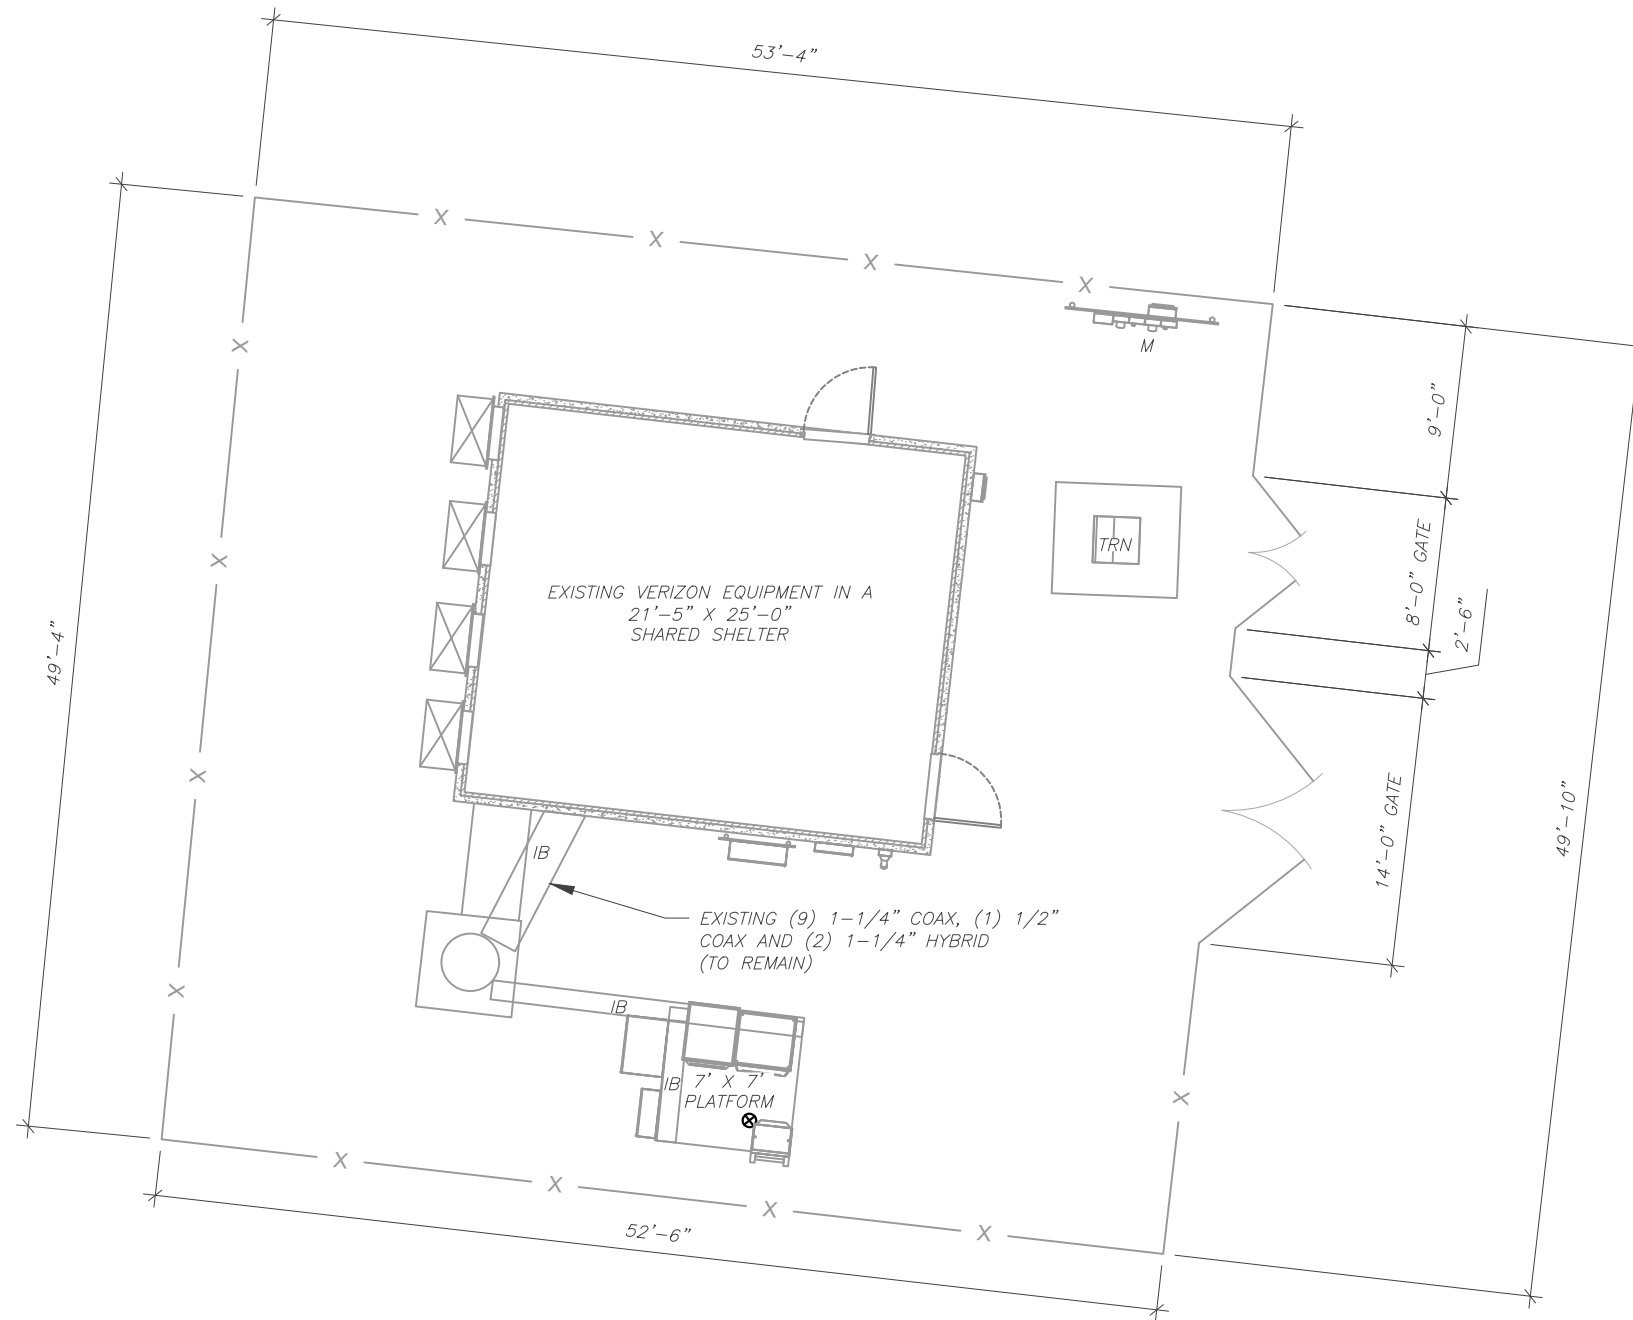 53'-4"
X
X
X
X
X
M
9'-0"
X
8'-0" GATE
TRN
EXISTING VERIZON EQUIPMENT IN A
21'-5" X 25'-0"
SHARED SHELTER
2'-6"
49'-4"
X
14'-0" GATE
49'-10"
IB
EXISTING (9) 1-1/4" COAX, (1) 1/2"
COAX AND (2) 1-1/4" HYBRID
(TO REMAIN)
X
IB
IB
7' X 7'
PLATFORM
X
X
X
X
X
52'-6"